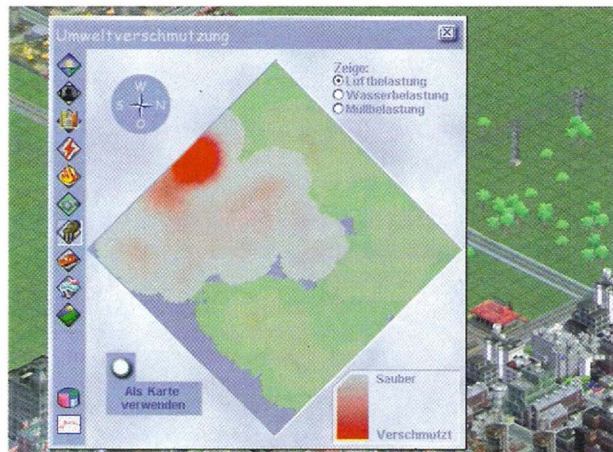 Umweltverschmutzung
W
S N
O
Zeige:
Luftbelastung
Wasserbelastung
Müllbelastung
Als Karte
verwenden
Sauber
Verschmutzt